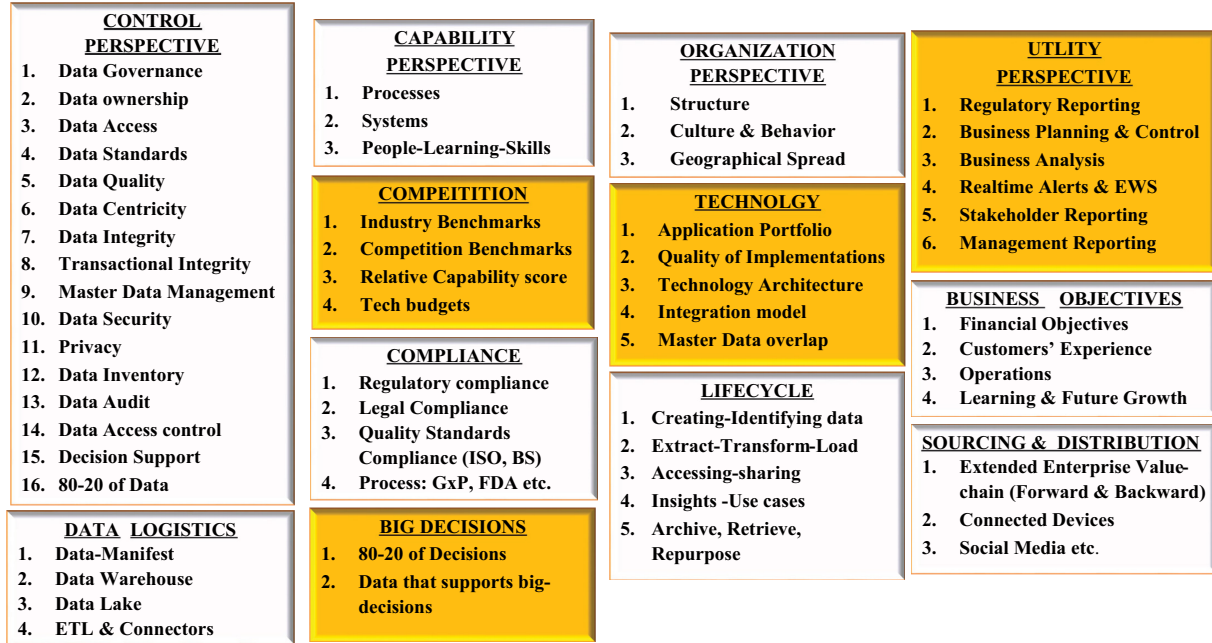 CONTROL
PERSPECTIVE
1. Data Governance
2. Data ownership
3. Data Access
4. Data Standards
5. Data Quality
6. Data Centricity
7. Data Integrity
8. Transactional Integrity
9. Master Data Management
10. Data Security
11. Privacy
12. Data Inventory
13. Data Audit
14. Data Access control
15. Decision Support
16. 80-20 of Data
DATA LOGISTICS
1. Data-Manifest
2. Data Warehouse
3. Data Lake
4. ETL & Connectors
CAPABILITY
PERSPECTIVE
1. Processes
2. Systems
3. People-Learning-Skills
COMPEITITION
1. Industry Benchmarks
2. Competition Benchmarks
3. Relative Capability score
4. Tech budgets
COMPLIANCE
1. Regulatory compliance
2. Legal Compliance
3. Quality Standards
Compliance (ISO, BS)
4. Process: GxP, FDA etc.
BIG DECISIONS
1. 80-20 of Decisions
2. Data that supports big-
decisions
ORGANIZATION
PERSPECTIVE
1. Structure
2. Culture & Behavior
3. Geographical Spread
TECHNOLGY
1. Application Portfolio
2. Quality of Implementations
3. Technology Architecture
4. Integration model
5. Master Data overlap
LIFECYCLE
1. Creating-Identifying data
2. Extract-Transform-Load
3. Accessing-sharing
4. Insights -Use cases
5. Archive, Retrieve,
Repurpose
UTLITY
PERSPECTIVE
1. Regulatory Reporting
2. Business Planning & Control
3. Business Analysis
4. Realtime Alerts & EWS
5. Stakeholder Reporting
6. Management Reporting
BUSINESS OBJECTIVES
1. Financial Objectives
2. Customers’ Experience
3. Operations
4. Learning & Future Growth
SOURCING & DISTRIBUTION
1. Extended Enterprise Value-
chain (Forward & Backward)
2. Connected Devices
3. Social Media etc.